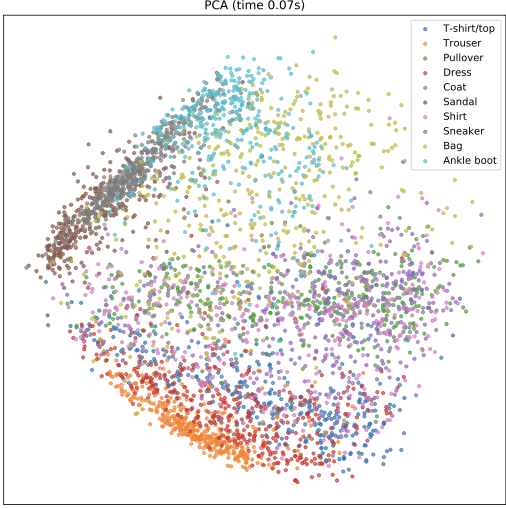 PCA (time 0.07s)
T-shirt/top
Trouser
Pullover
Dress
Coat
Sandal
Shirt
Sneaker
Bag
Ankle boot